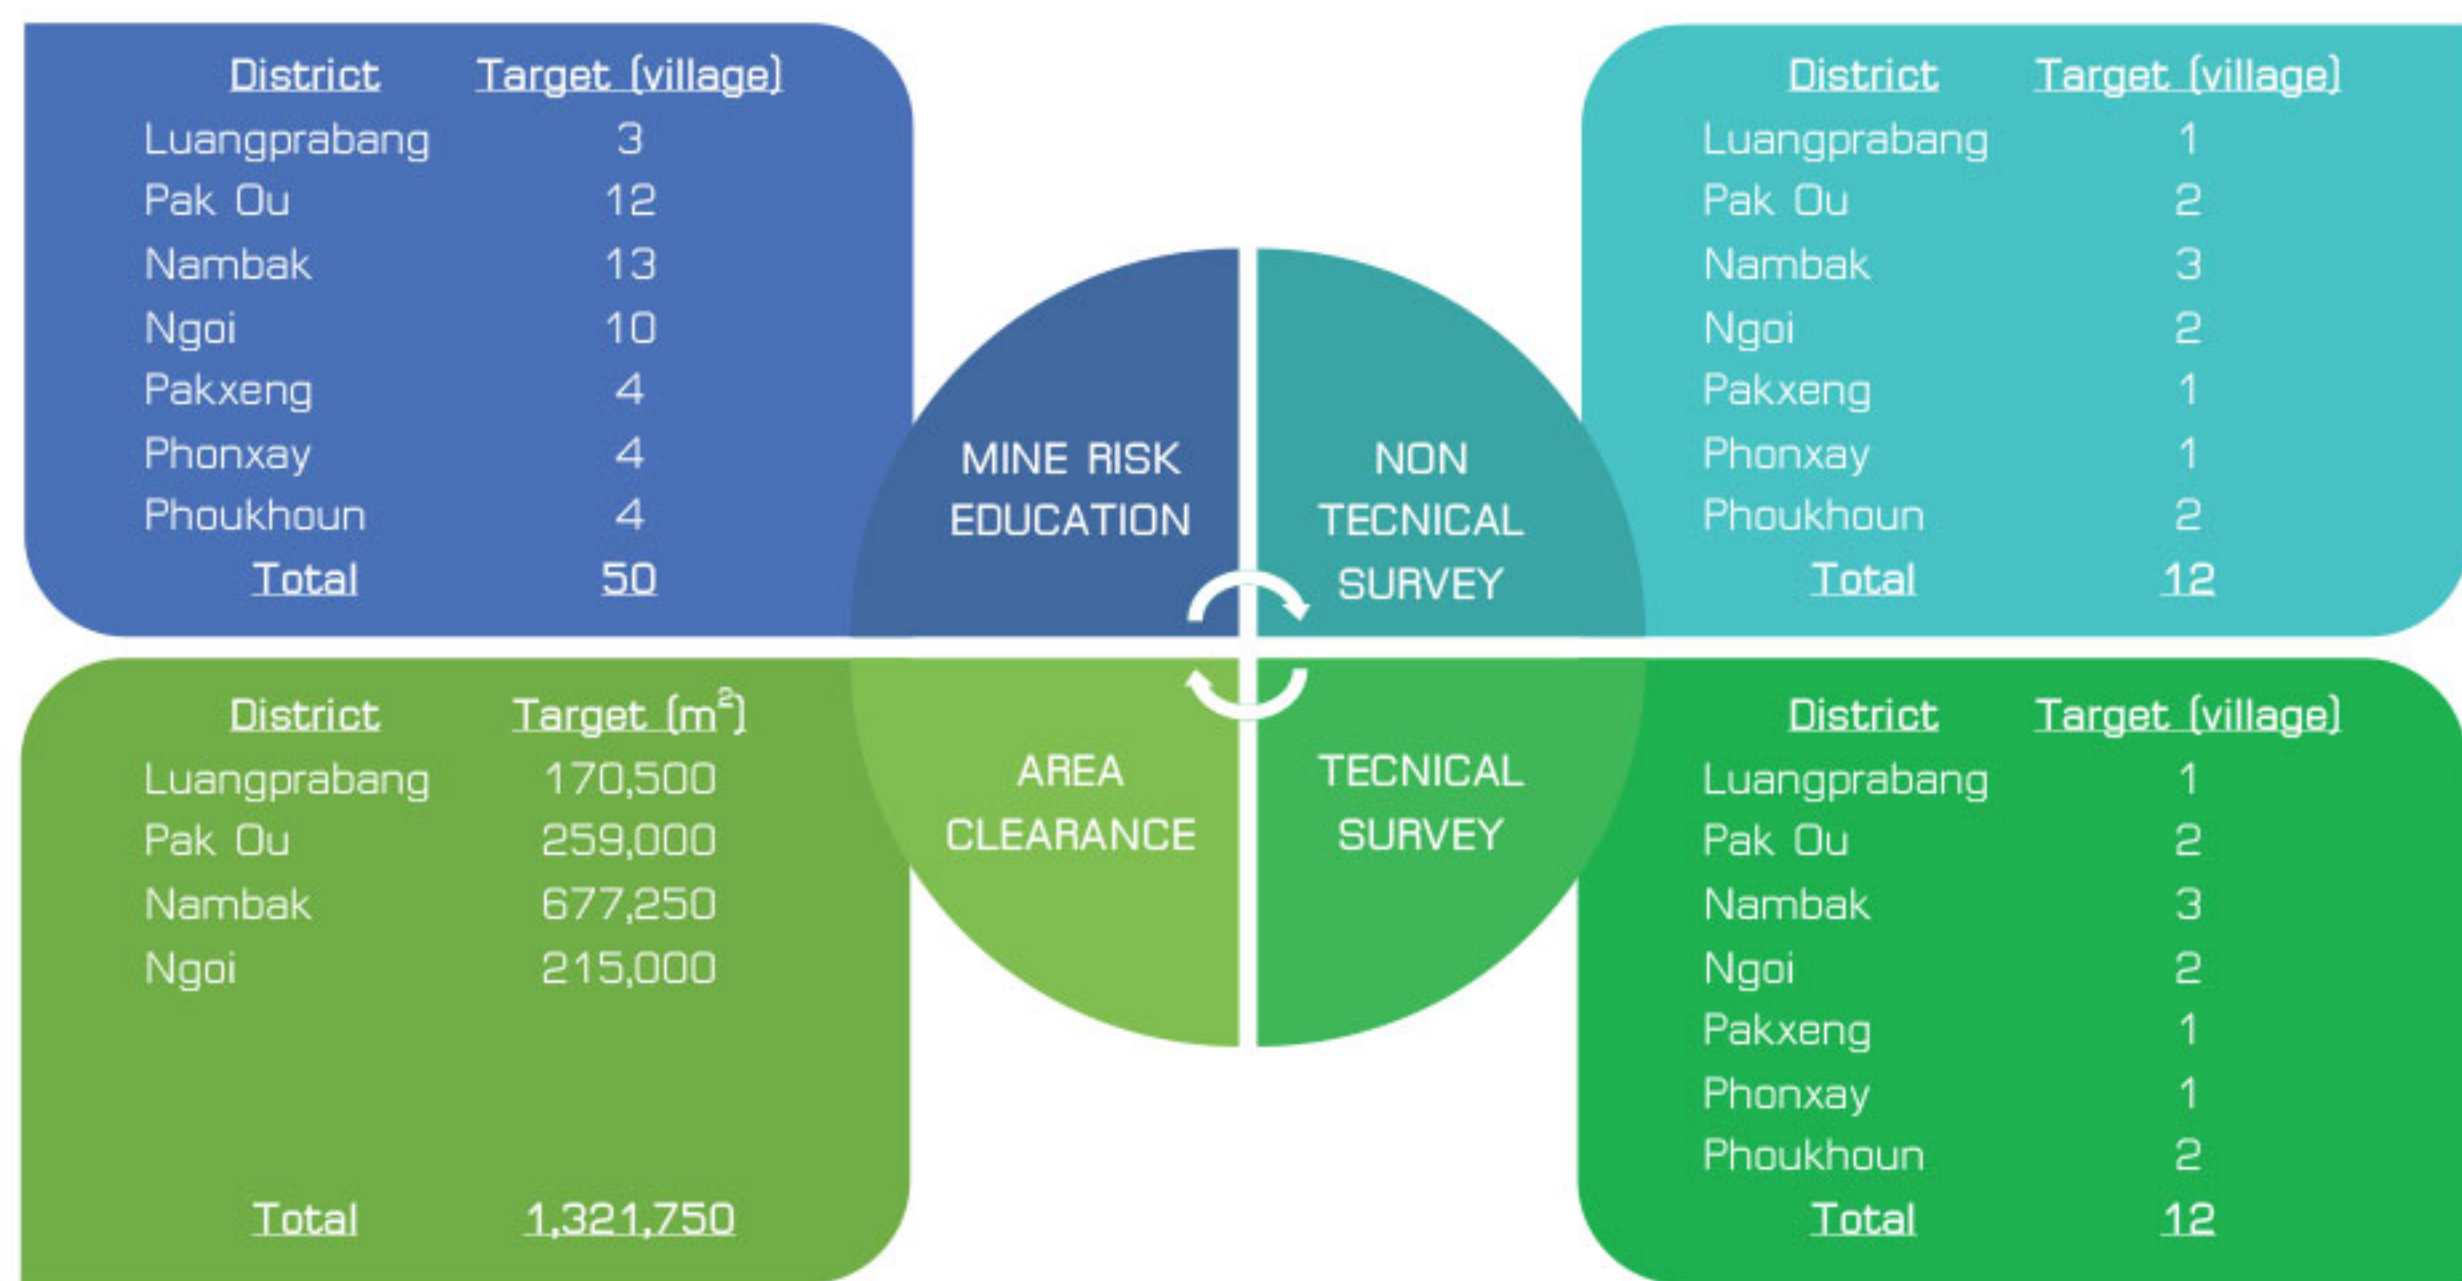 District Target (village)
Luangprabang 3
Pak Ou 12
Nambak 13
Ngoi 10
Pakxeng 4
Phonxay 4
Phoukhoun 4
Total 50
MINE RISK
EDUCATION
NON
TECNICAL
SURVEY
District Target (village)
Luangprabang 1
Pak Ou 2
Nambak 3
Ngoi 2
Pakxeng 1
Phonxay 1
Phoukhoun 2
Total 12
District Target (m²)
Luangprabang 170,500
Pak Ou 259,000
Nambak 677,250
Ngoi 215,000
Total 1,321,750
AREA
CLEARANCE
TECNICAL
SURVEY
District Target (village)
Luangprabang 1
Pak Ou 2
Nambak 3
Ngoi 2
Pakxeng 1
Phonxay 1
Phoukhoun 2
Total 12